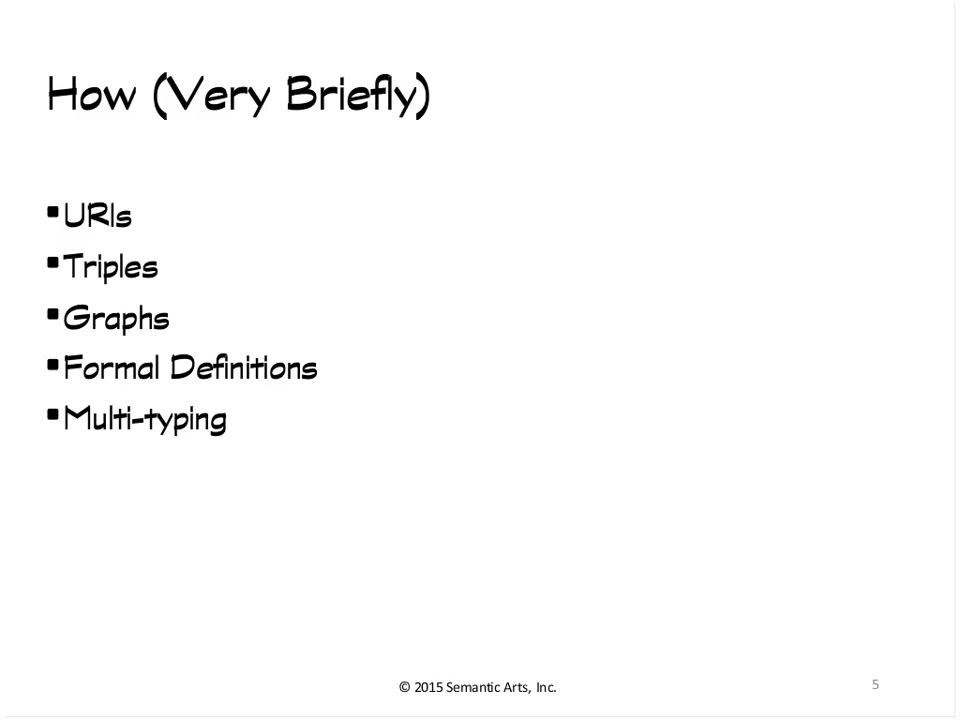 How (Very Briefly)
▪URIs
▪Triples
▪Graphs
▪Formal Definitions
▪Multi-typing
© 2015 Semantic Arts, Inc.
5